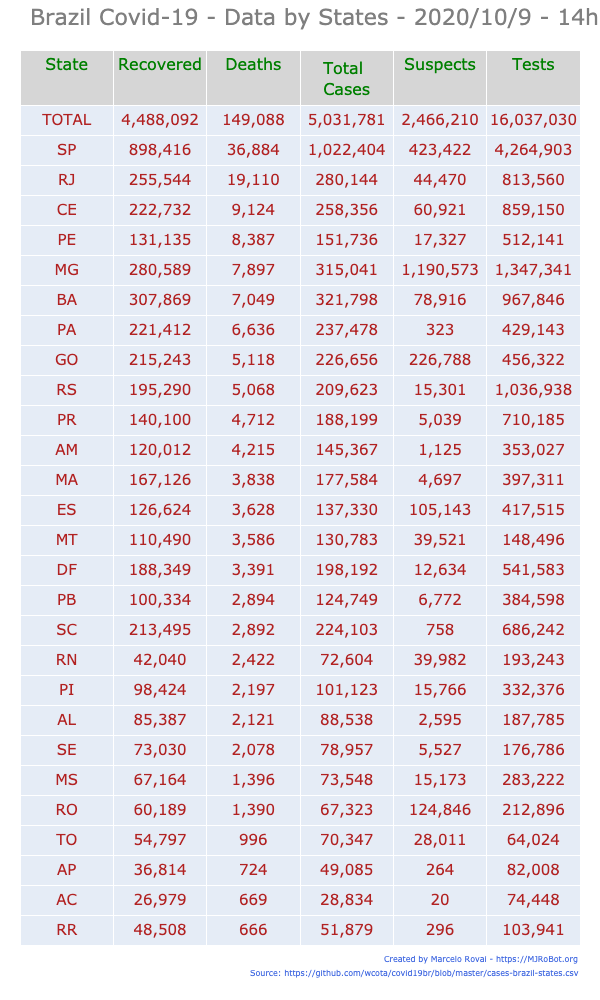 Brazil Covid-19 - Data by States - 2020/10/9 - 14h
State Recovered Deaths Total Cases Suspects Tests
TOTAL 4,488,092 149,088 5,031,781 2,466,210 16,037,030
SP 898,416 36,884 1,022,404 423,422 4,264,903
RJ 255,544 19,110 280,144 44,470 813,560
CE 222,732 9,124 258,356 60,921 859,150
PE 131,135 8,387 151,736 17,327 512,141
MG 280,589 7,897 315,041 1,190,573 1,347,341
BA 307,869 7,049 321,798 78,916 967,846
PA 221,412 6,636 237,478 323 429,143
GO 215,243 5,118 226,656 226,788 456,322
RS 195,290 5,068 209,623 15,301 1,036,938
PR 140,100 4,712 188,199 5,039 710,185
AM 120,012 4,215 145,367 1,125 353,027
MA 167,126 3,838 177,584 4,697 397,311
ES 126,624 3,628 137,330 105,143 417,515
MT 110,490 3,586 130,783 39,521 148,496
DF 188,349 3,391 198,192 12,634 541,583
PB 100,334 2,894 124,749 6,772 384,598
SC 213,495 2,892 224,103 758 686,242
RN 42,040 2,422 72,604 39,982 193,243
PI 98,424 2,197 101,123 15,766 332,376
AL 85,387 2,121 88,538 2,595 187,785
SE 73,030 2,078 78,957 5,527 176,786
MS 67,164 1,396 73,548 15,173 283,222
RO 60,189 1,390 67,323 124,846 212,896
TO 54,797 996 70,347 28,011 64,024
AP 36,814 724 49,085 264 82,008
AC 26,979 669 28,834 20 74,448
RR 48,508 666 51,879 296 103,941
Created by Marcelo Rovai - https://MJRoBot.org
Source: https://github.com/wcota/covid19br/blob/master/cases-brazil-states.csv